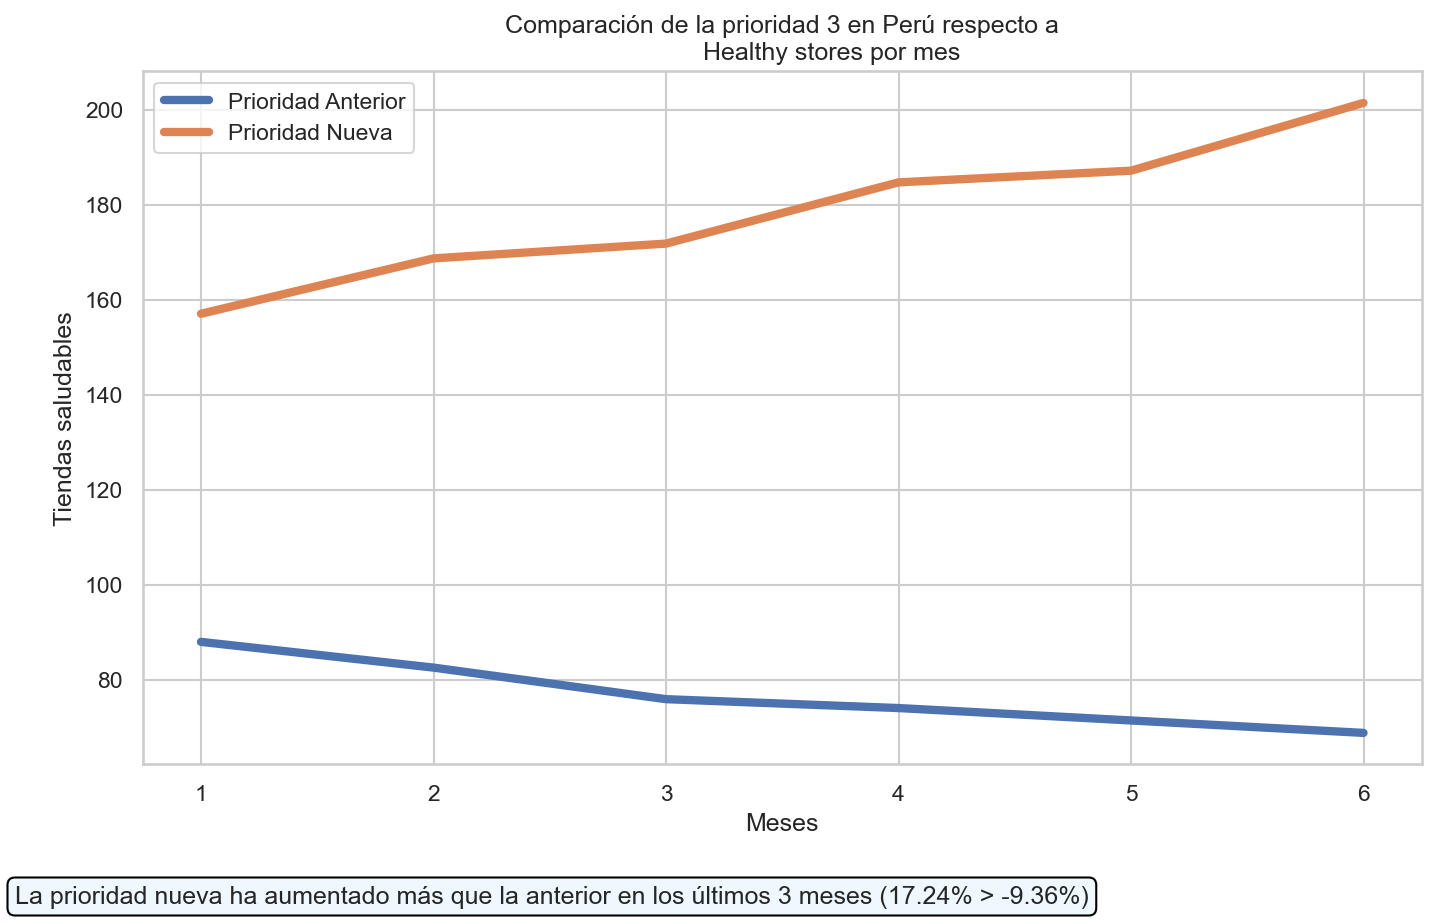 Comparación de la prioridad 3 en Perú respecto a
Healthy stores por mes
Prioridad Anterior
Prioridad Nueva
200
180
160
140
120
100
80
Tiendas saludables
1 2 3 4 5 6
Meses
La prioridad nueva ha aumentado más que la anterior en los últimos 3 meses (17.24% > -9.36%)